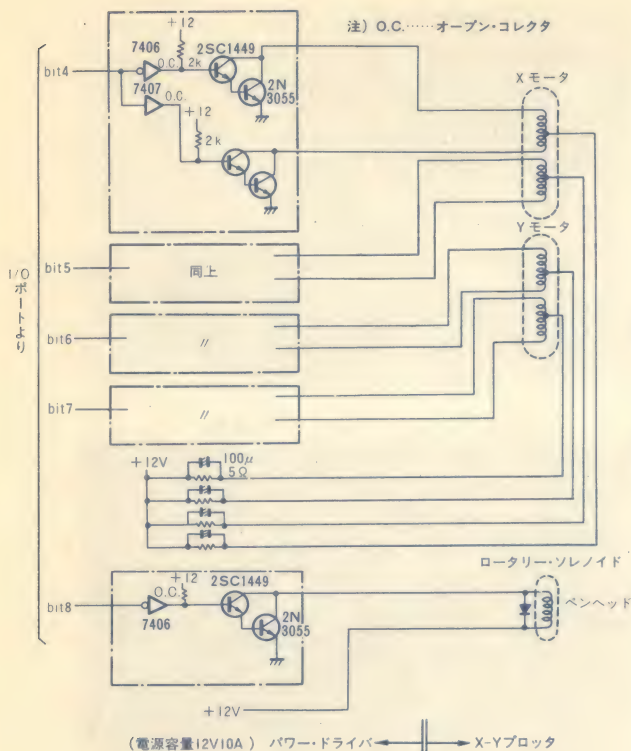 注) O.C.……オープン・コレクタ
+12
7406
2SC1449
O.C.
2k
2N
3055
bit4
7407
O.C.
+12
2k
Xモータ
Yモータ
I/Oポートより
bit5
同上
bit6
〃
bit7
〃
+12V
100μ
5Ω
ロータリー・ソレノイド
ペンヘッド
+12
2SC1449
O.C.
2N
3055
bit8
7406
+12V
(電源容量12V10A) パワー・ドライバ
X-Yプロッタ